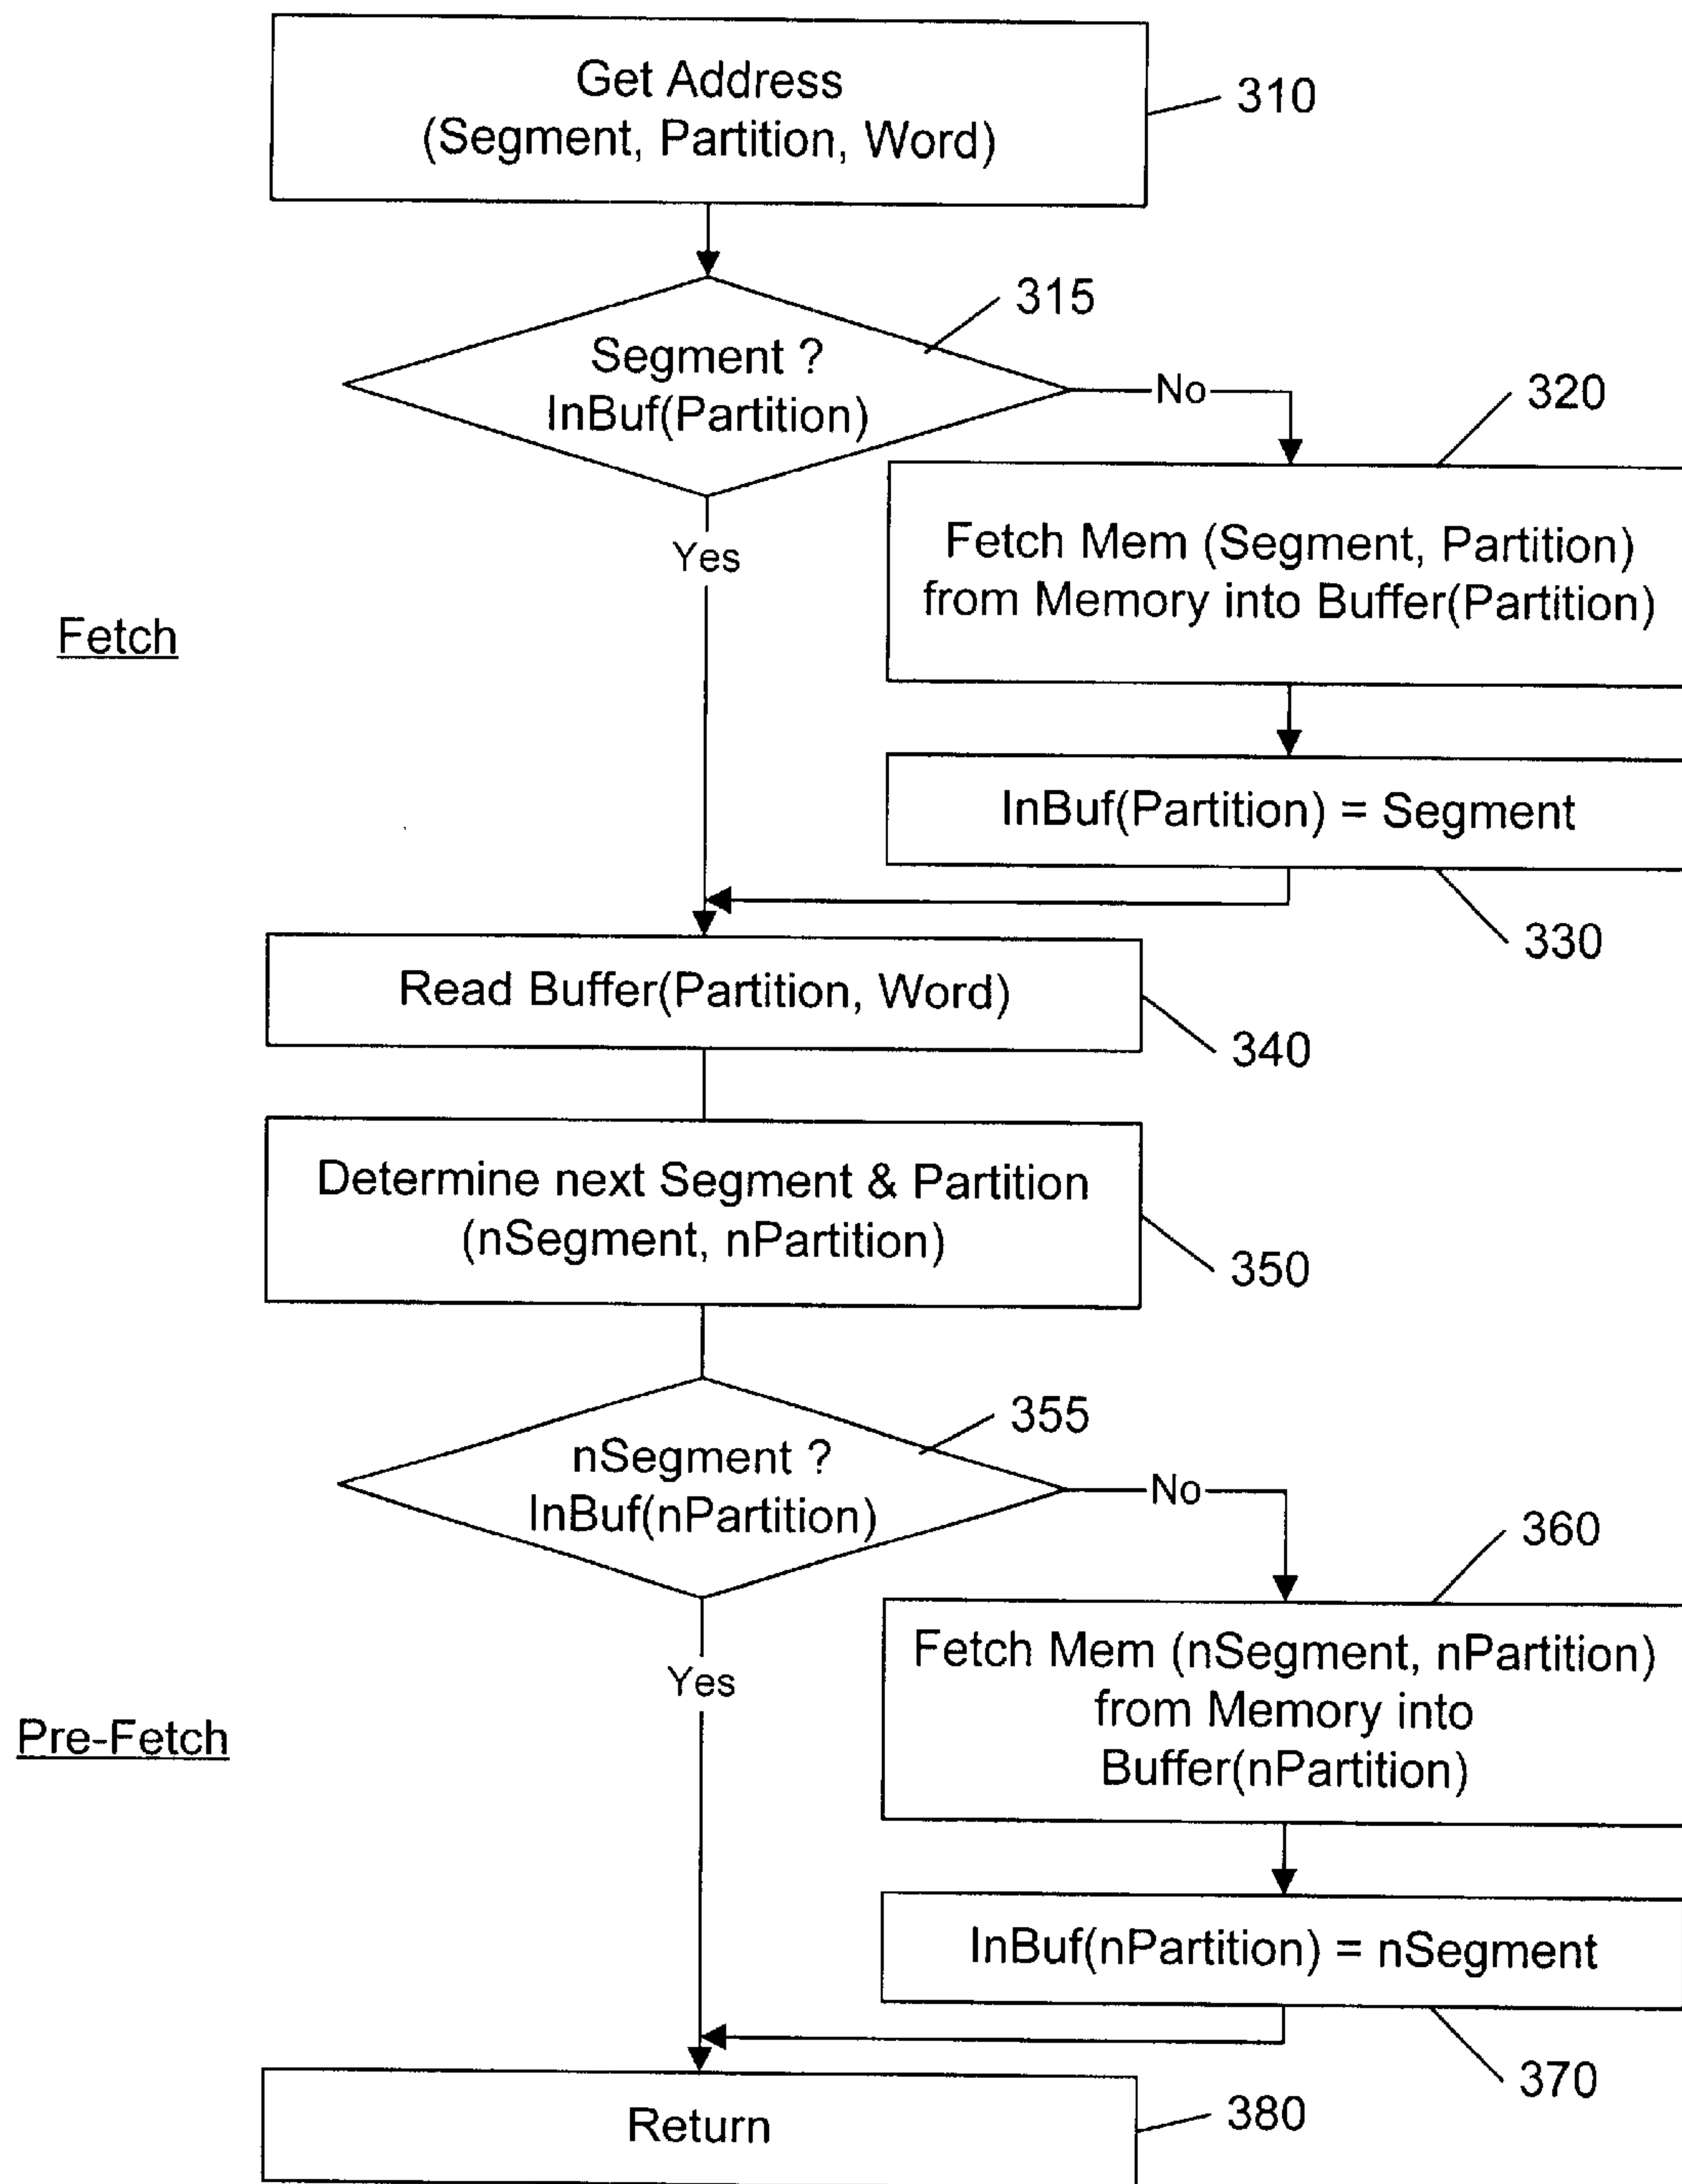 Get Address
(Segment, Partition, Word)
310
315
Segment ?
InBuf(Partition)
No
320
Yes
Fetch Mem (Segment, Partition)
from Memory into Buffer(Partition)
Fetch
InBuf(Partition) = Segment
330
Read Buffer(Partition, Word)
340
Determine next Segment & Partition
(nSegment, nPartition)
350
355
nSegment ?
InBuf(nPartition)
No
360
Yes
Fetch Mem (nSegment, nPartition)
from Memory into
Buffer(nPartition)
Pre-Fetch
InBuf(nPartition) = nSegment
370
Return
380